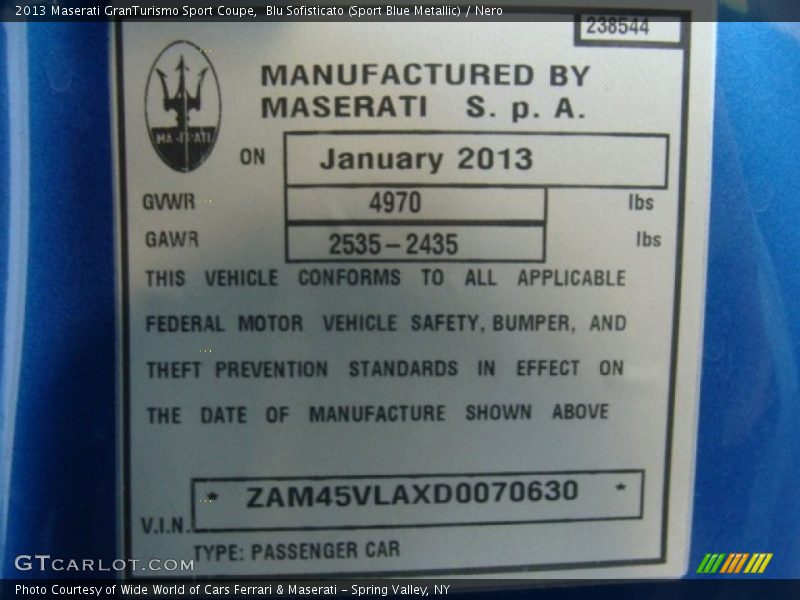 2013 Maserati GranTurismo Sport Coupe, Blu Sofisticato (Sport Blue Metallic) / Nero
238544
MANUFACTURED BY
MASERATI S. p. A.
MASERATI
ON January 2013
GVWR 4970 lbs
GAWR 2535-2435 lbs
THIS VEHICLE CONFORMS TO ALL APPLICABLE
FEDERAL MOTOR VEHICLE SAFETY, BUMPER, AND
THEFT PREVENTION STANDARDS IN EFFECT ON
THE DATE OF MANUFACTURE SHOWN ABOVE
V.I.N. * ZAM45VLAXD0070630 *
TYPE: PASSENGER CAR
GTCARLOT.COM
Photo Courtesy of Wide World of Cars Ferrari & Maserati - Spring Valley, NY